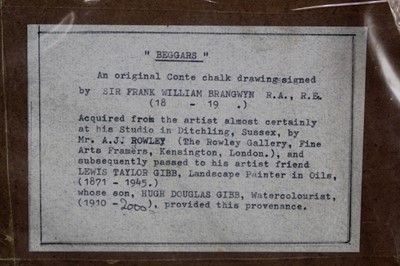 " BEGGARS "
An original Conte chalk drawing signed
by SIR FRANK WILLIAM BRANGWYN R.A., R.E.
(18 - 19 .)
Acquired from the artist almost certainly
at his Studio in Ditchling, Sussex, by
Mr. A.J. ROWLEY (The Rowley Gallery, Fine
Arts Framers, Kensington, London.), and
subsequently passed to his artist friend
LEWIS TAYLOR GIBB, Landscape Painter in Oils,
(1871 - 1945.)
whose son, HUGH DOUGLAS GIBB, Watercolourist,
(1910 - 2000), provided this provenance.